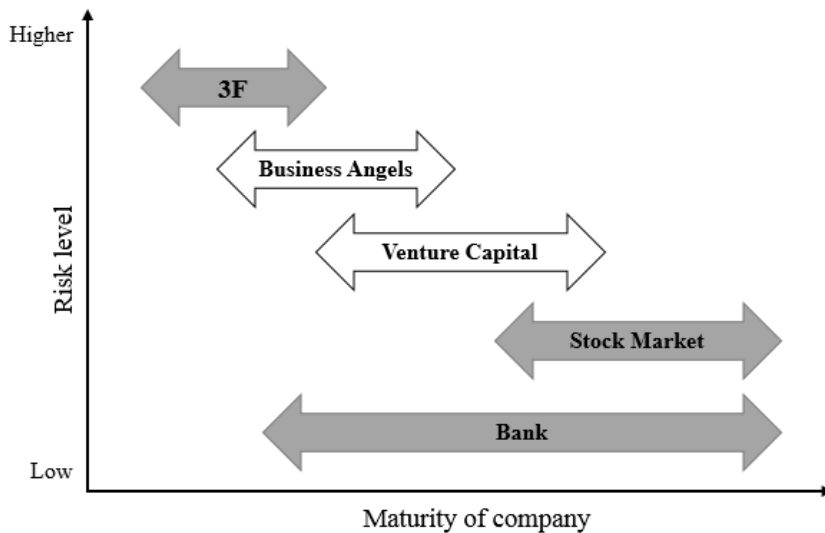 Higher
3F
Business Angels
Venture Capital
Risk level
Stock Market
Bank
Low
Maturity of company